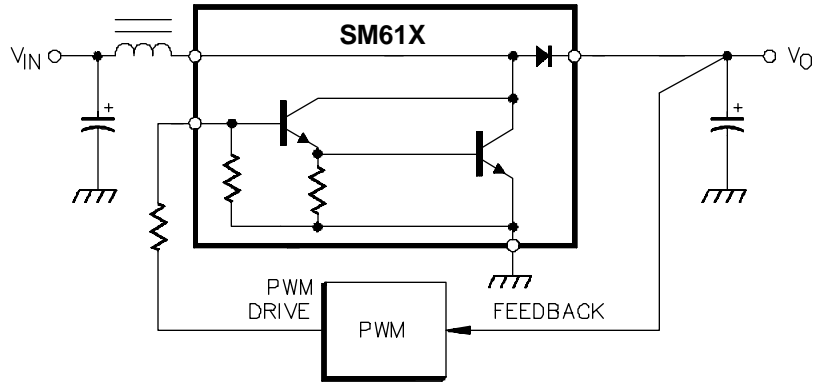 SM61X
VIN
VO
+
+
PWM
DRIVE
PWM
FEEDBACK